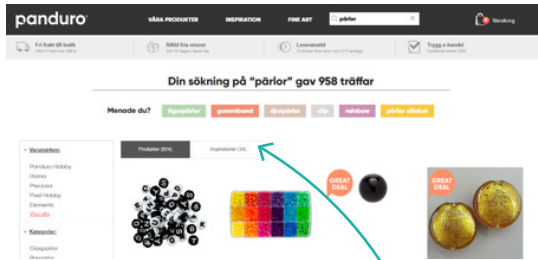 panduro
VÅRA PRODUKTER
INSPIRATION
FINE ART
pärlor
Varukorg
Fri frakt till butik
Alltid fria returer
Leveranstid
Trygg e-handel
Din sökning på “pärlor” gav 958 träffar
Menade du?
figurpärlor
gummiband
djurpärlor
clip
rainbow
pärlor alfabet
Varumärken:
Produkter (924)
Inspirationer (34)
Panduro Hobby
Hama
Preciosa
Pixel Hobby
Elements
Visa alla
Kategorier:
Glaspärlor
GREAT
DEAL
GREAT
DEAL